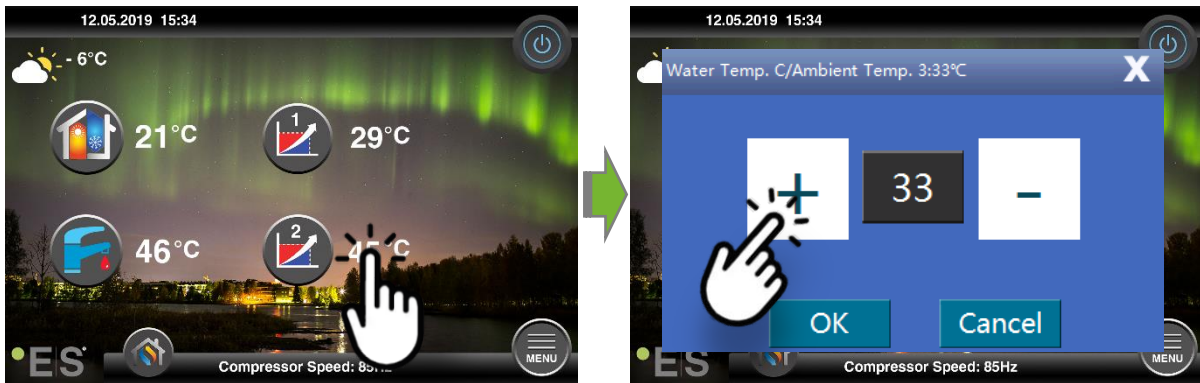 12.05.2019 15:34
- 6°C
21°C
1
29°C
46°C
2
ES
Compressor Speed: 85Hz
MENU
12.05.2019 15:34
Water Temp. C/Ambient Temp. 3:33℃
X
+
33
-
OK
Cancel
ES
Compressor Speed: 85Hz
MENU